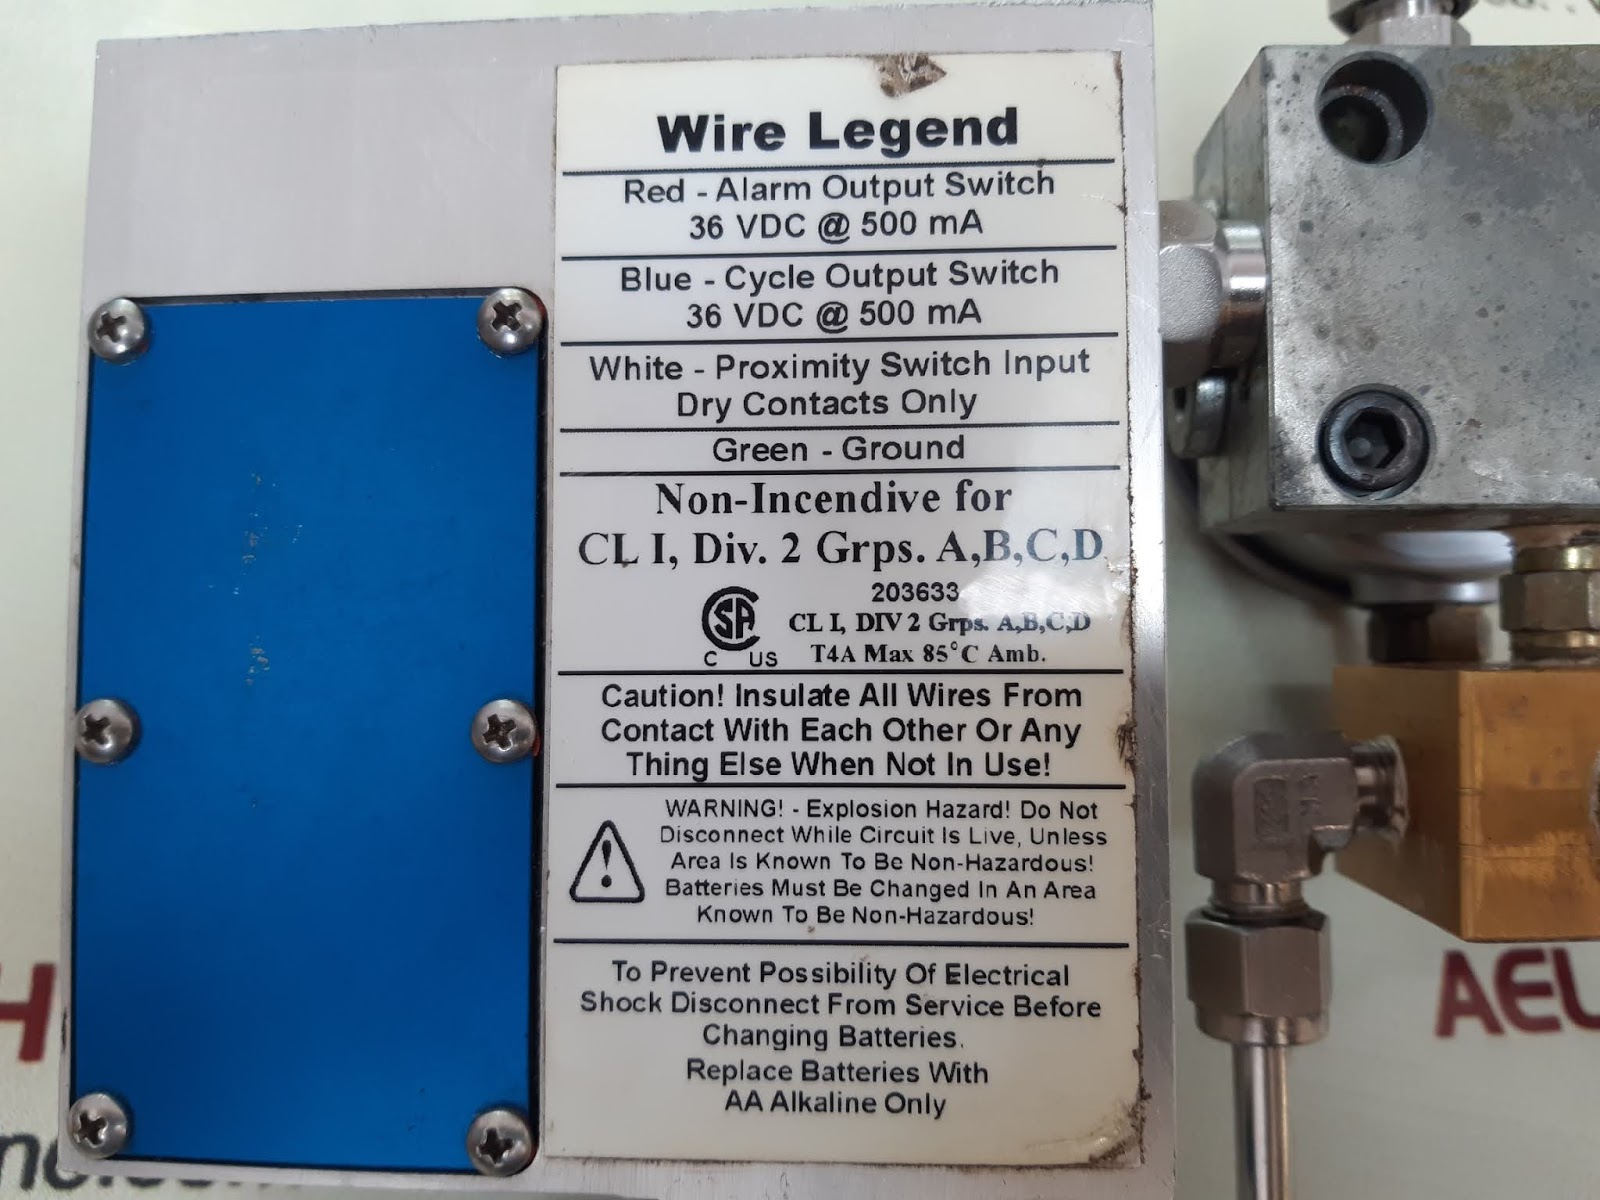 Wire Legend
Red - Alarm Output Switch
36 VDC @ 500 mA
Blue - Cycle Output Switch
36 VDC @ 500 mA
White - Proximity Switch Input
Dry Contacts Only
Green - Ground
Non-Incendive for
CL I, Div. 2 Grps. A,B,C,D
203633
CL I, DIV 2 Grps. A,B,C,D
T4A Max 85°C Amb.
SA
C US
Caution! Insulate All Wires From
Contact With Each Other Or Any
Thing Else When Not In Use!
WARNING! - Explosion Hazard! Do Not
Disconnect While Circuit Is Live, Unless
Area Is Known To Be Non-Hazardous!
Batteries Must Be Changed In An Area
Known To Be Non-Hazardous!
To Prevent Possibility Of Electrical
Shock Disconnect From Service Before
Changing Batteries.
Replace Batteries With
AA Alkaline Only
AEL